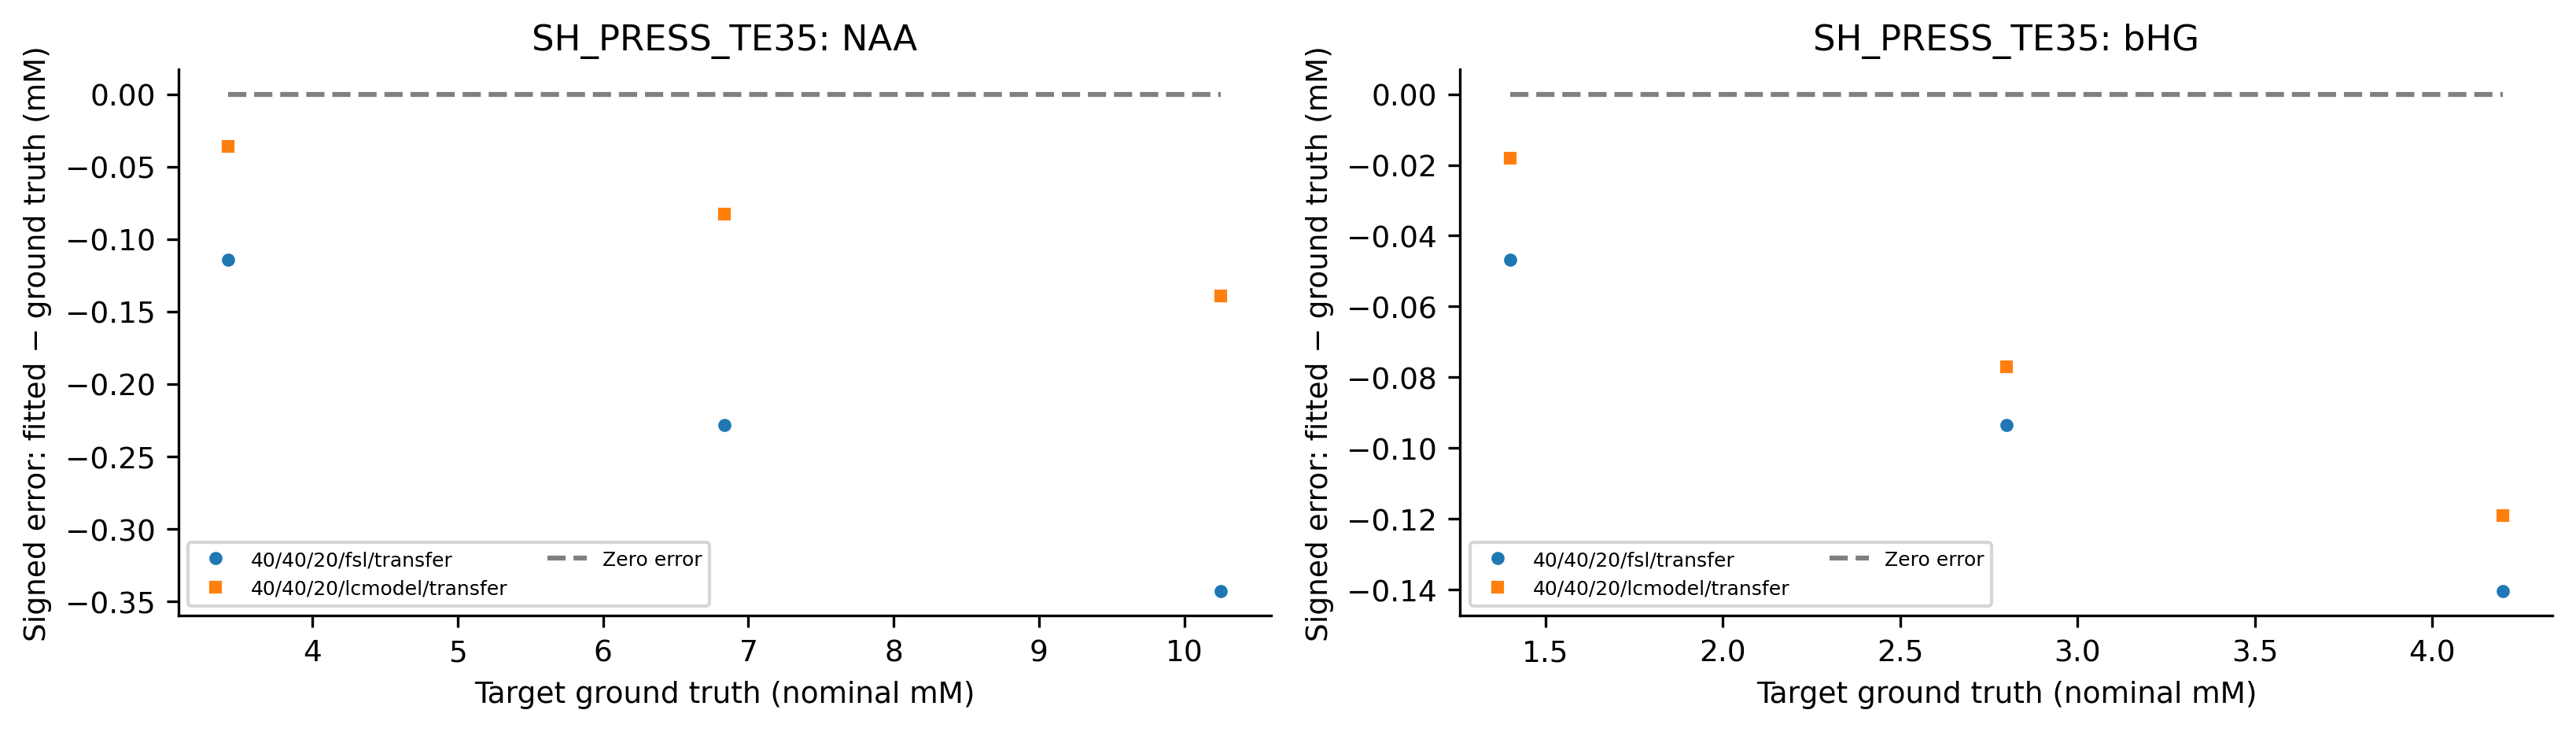 SH_PRESS_TE35: NAA
Signed error: fitted − ground truth (mM)
0.00
−0.05
−0.10
−0.15
−0.20
−0.25
−0.30
−0.35
40/40/20/fsl/transfer
40/40/20/lcmodel/transfer
Zero error
4 5 6 7 8 9 10
Target ground truth (nominal mM)
SH_PRESS_TE35: bHG
Signed error: fitted − ground truth (mM)
0.00
−0.02
−0.04
−0.06
−0.08
−0.10
−0.12
−0.14
40/40/20/fsl/transfer
40/40/20/lcmodel/transfer
Zero error
1.5 2.0 2.5 3.0 3.5 4.0
Target ground truth (nominal mM)